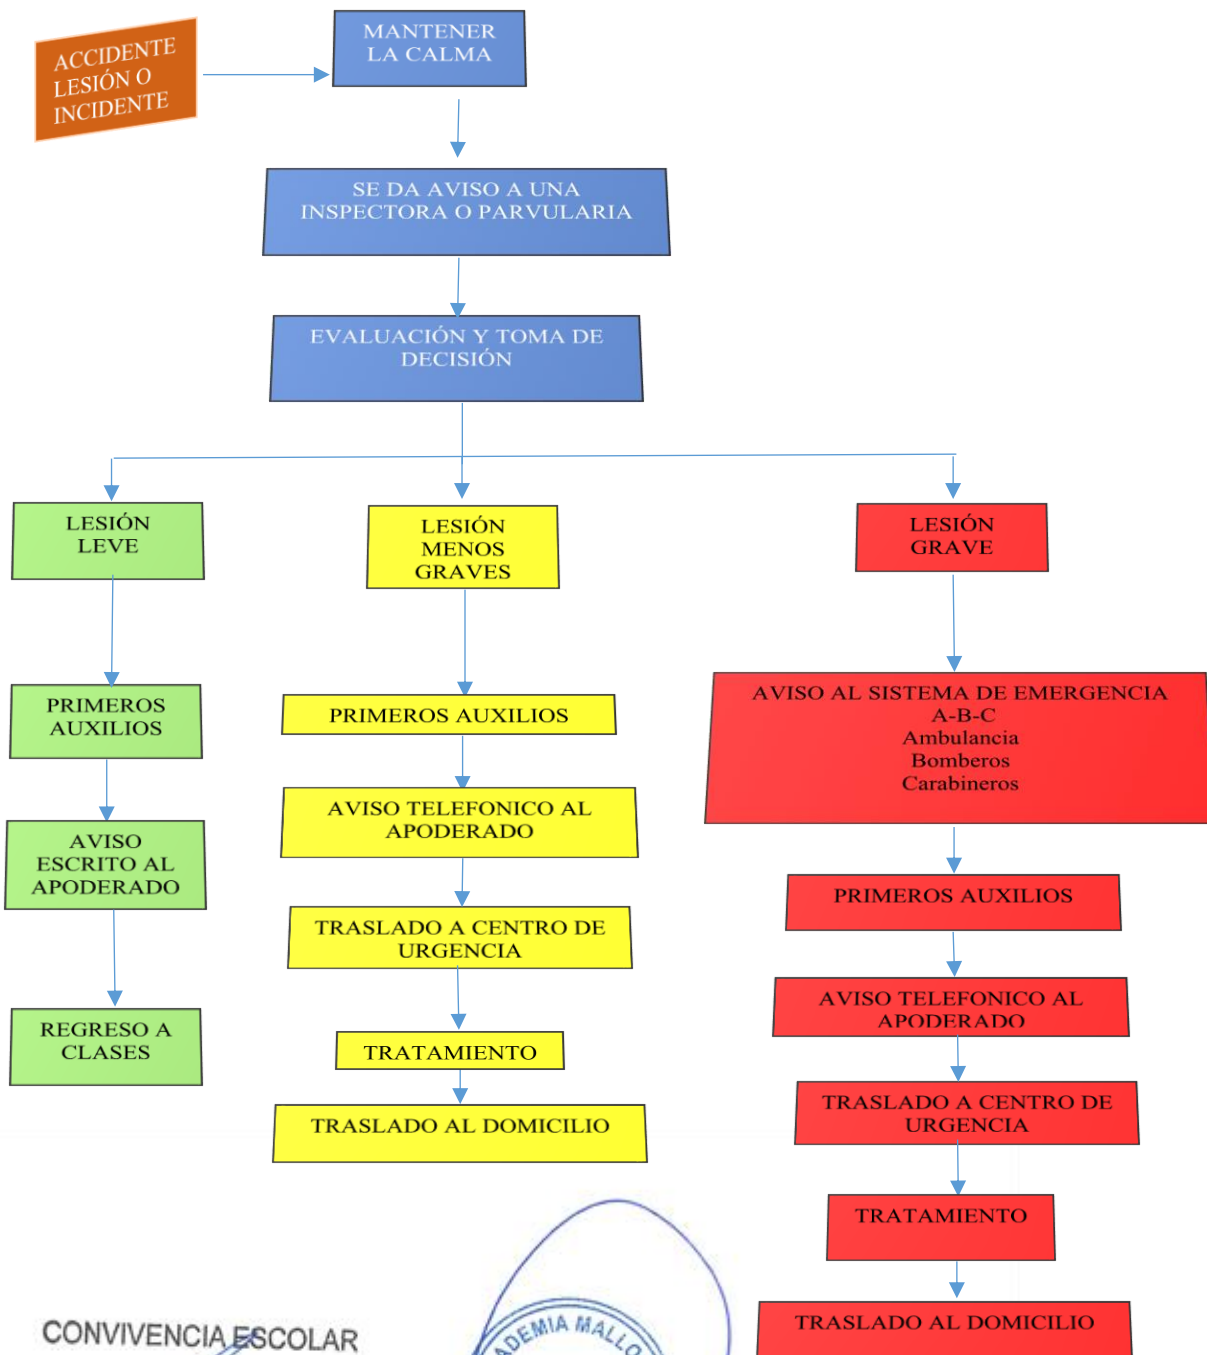 ACCIDENTE
LESIÓN O
INCIDENTE
MANTENER
LA CALMA
SE DA AVISO A UNA
INSPECTORA O PARVULARIA
EVALUACIÓN Y TOMA DE
DECISIÓN
LESIÓN
LEVE
PRIMEROS
AUXILIOS
AVISO
ESCRITO AL
APODERADO
REGRESO A
CLASES
LESIÓN
MENOS
GRAVES
PRIMEROS AUXILIOS
AVISO TELEFONICO AL
APODERADO
TRASLADO A CENTRO DE
URGENCIA
TRATAMIENTO
TRASLADO AL DOMICILIO
LESIÓN
GRAVE
AVISO AL SISTEMA DE EMERGENCIA
A-B-C
Ambulancia
Bomberos
Carabineros
PRIMEROS AUXILIOS
AVISO TELEFONICO AL
APODERADO
TRASLADO A CENTRO DE
URGENCIA
TRATAMIENTO
TRASLADO AL DOMICILIO
CONVIVENCIA ESCOLAR